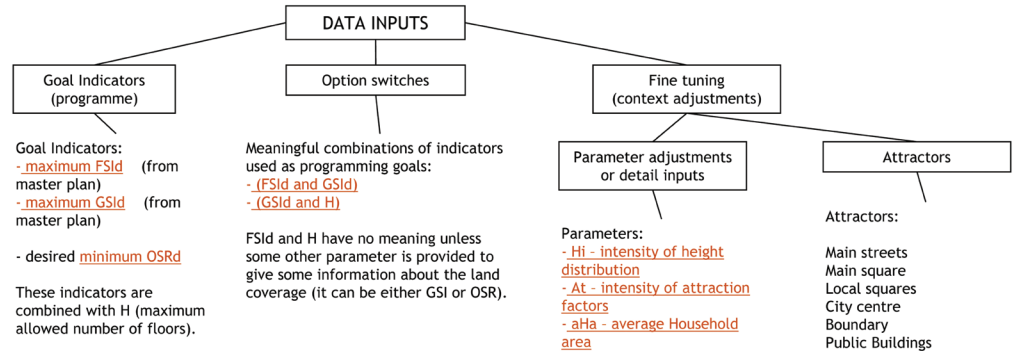 DATA INPUTS
Goal Indicators
(programme)
Option switches
Fine tuning
(context adjustments)
Goal Indicators:
- maximum FSId (from
master plan)
- maximum GSId (from
master plan)
- desired minimum OSRd
These indicators are
combined with H (maximum
allowed number of floors).
Meaningful combinations of indicators
used as programming goals:
- (FSId and GSId)
- (GSId and H)
FSId and H have no meaning unless
some other parameter is provided to
give some information about the land
coverage (it can be either GSI or OSR).
Parameter adjustments
or detail inputs
Parameters:
- Hi – intensity of height
distribution
- At – intensity of attraction
factors
- aHa – average Household
area
Attractors
Attractors:
Main streets
Main square
Local squares
City centre
Boundary
Public Buildings